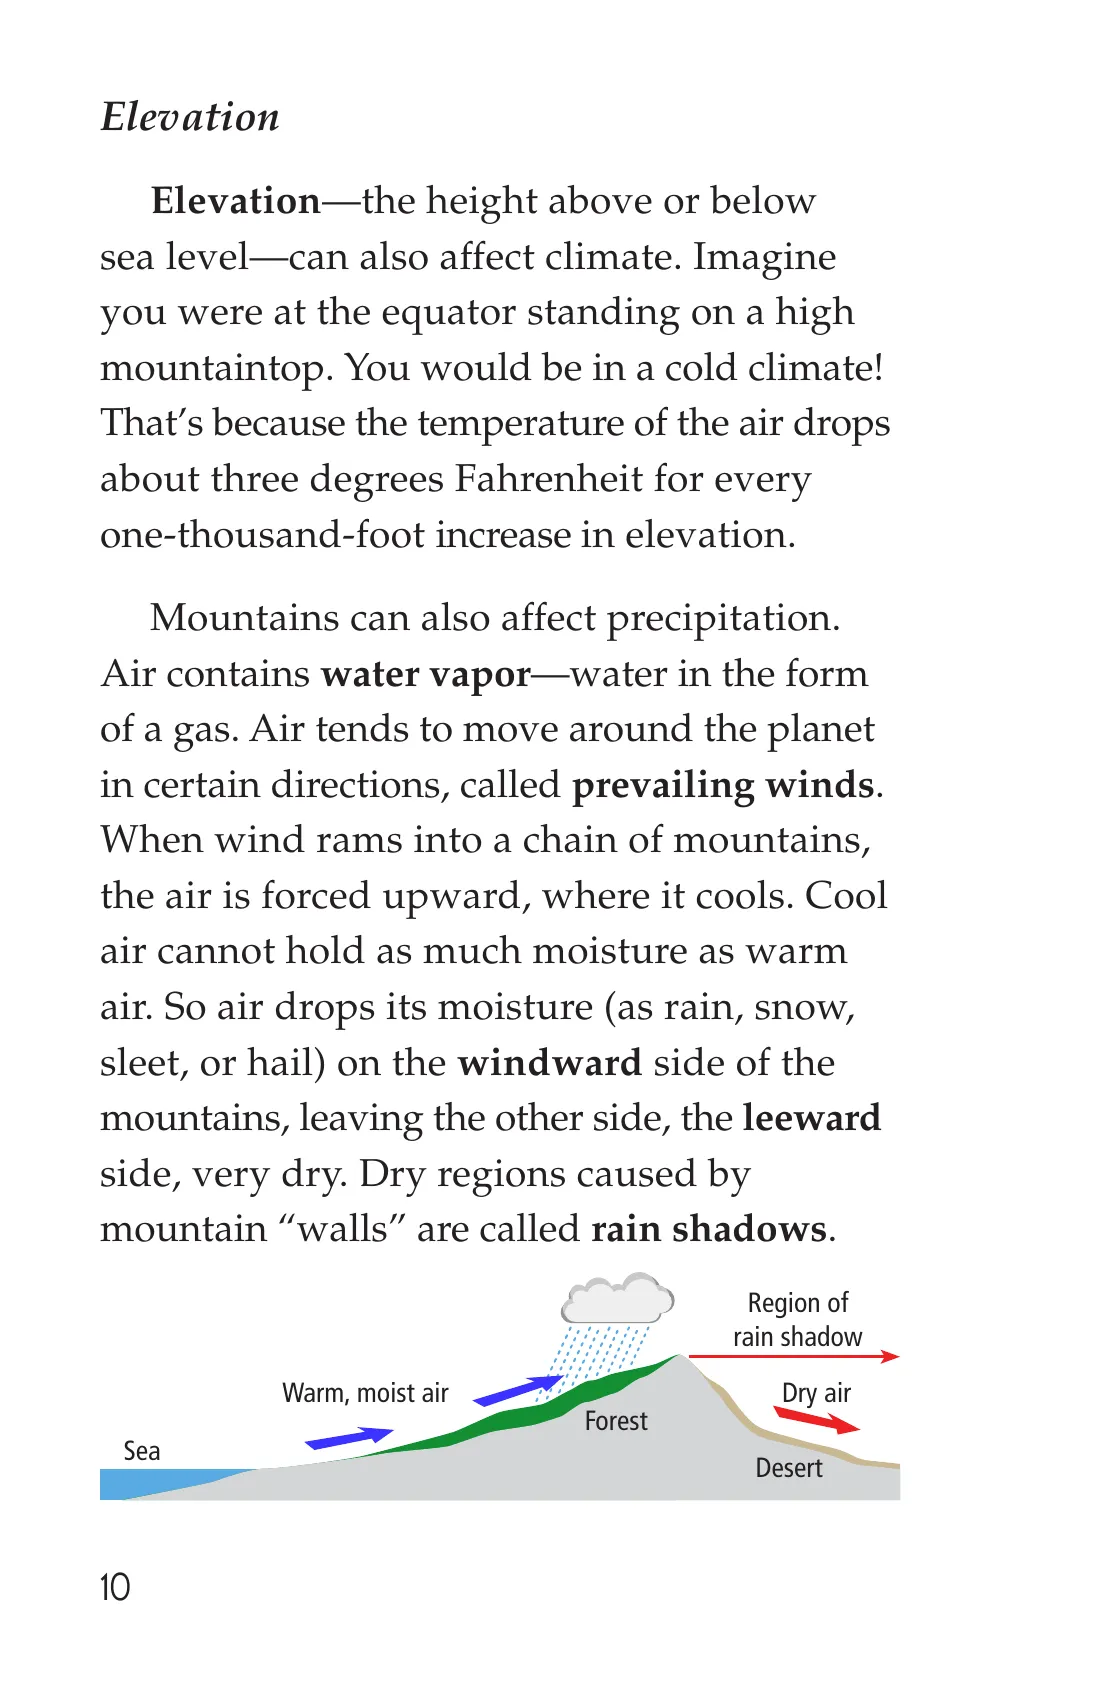 Elevation
Elevation—the height above or below
sea level—can also affect climate. Imagine
you were at the equator standing on a high
mountaintop. You would be in a cold climate!
That’s because the temperature of the air drops
about three degrees Fahrenheit for every
one-thousand-foot increase in elevation.
Mountains can also affect precipitation.
Air contains water vapor—water in the form
of a gas. Air tends to move around the planet
in certain directions, called prevailing winds.
When wind rams into a chain of mountains,
the air is forced upward, where it cools. Cool
air cannot hold as much moisture as warm
air. So air drops its moisture (as rain, snow,
sleet, or hail) on the windward side of the
mountains, leaving the other side, the leeward
side, very dry. Dry regions caused by
mountain “walls” are called rain shadows.
Region of
rain shadow
Warm, moist air
Dry air
Forest
Sea
Desert
10